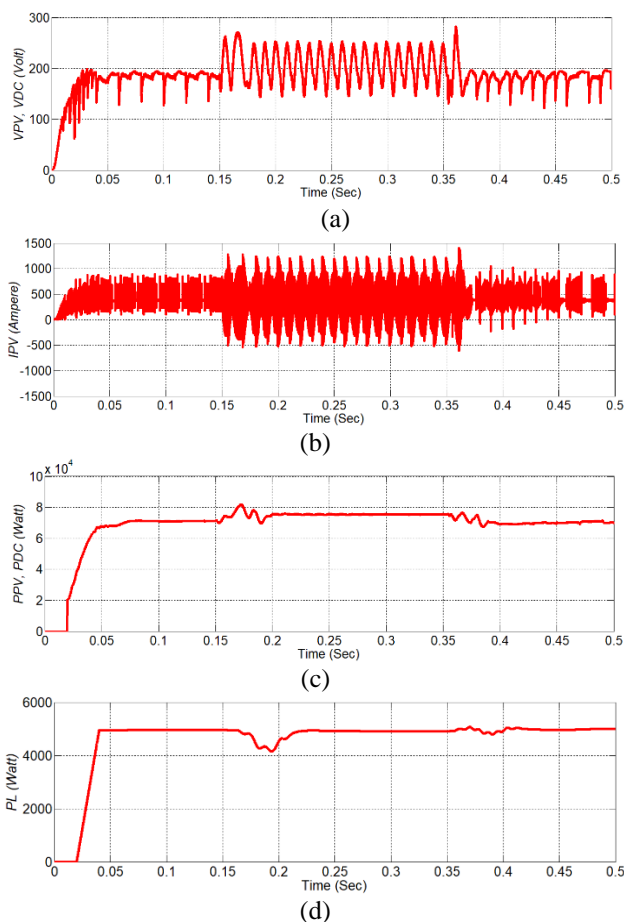 VPV, VDC (Volt)
300
200
100
0
0 0.05 0.1 0.15 0.2 0.25 0.3 0.35 0.4 0.45 0.5
Time (Sec)
(a)
IPV (Ampere)
1500
1000
500
0
-500
-1000
-1500
0 0.05 0.1 0.15 0.2 0.25 0.3 0.35 0.4 0.45 0.5
Time (Sec)
(b)
x 10^4
PPV, PDC (Watt)
10
8
6
4
2
0
0 0.05 0.1 0.15 0.2 0.25 0.3 0.35 0.4 0.45 0.5
Time (Sec)
(c)
PL (Watt)
6000
4000
2000
0
0 0.05 0.1 0.15 0.2 0.25 0.3 0.35 0.4 0.45 0.5
Time (Sec)
(d)